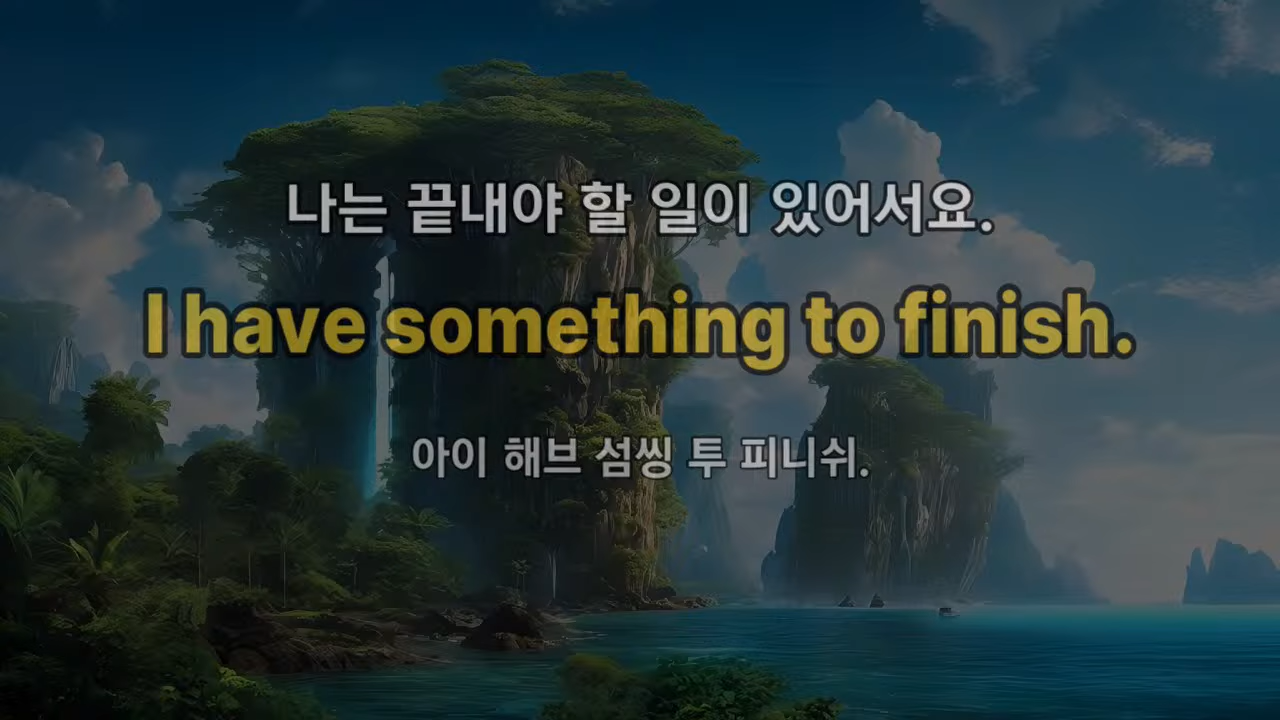 나는 끝내야 할 일이 있어서요.
I have something to finish.
아이 해브 섬씽 투 피니쉬.